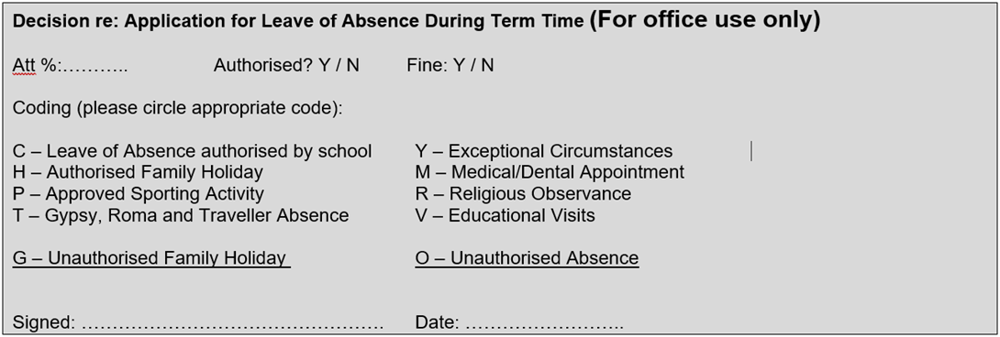 Decision re: Application for Leave of Absence During Term Time (For office use only)
Att %:……….. Authorised? Y / N Fine: Y / N
Coding (please circle appropriate code):
C – Leave of Absence authorised by school Y – Exceptional Circumstances
H – Authorised Family Holiday M – Medical/Dental Appointment
P – Approved Sporting Activity R – Religious Observance
T – Gypsy, Roma and Traveller Absence V – Educational Visits
G – Unauthorised Family Holiday O – Unauthorised Absence
Signed: …………………………………………. Date: ……………………..